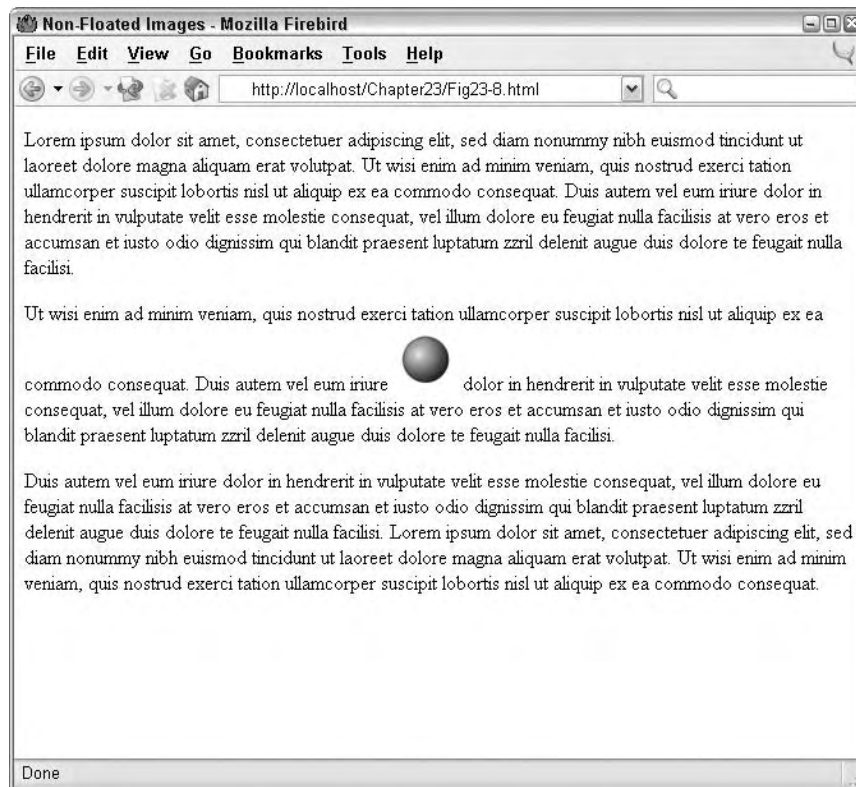 Non-Floated Images - Mozilla Firebird
File Edit View Go Bookmarks Tools Help
http://localhost/Chapter23/Fig23-8.html
Lorem ipsum dolor sit amet, consectetuer adipiscing elit, sed diam nonummy nibh euismod tincidunt ut
laoreet dolore magna aliquam erat volutpat. Ut wisi enim ad minim veniam, quis nostrud exerci tation
ullamcorper suscipit lobortis nisl ut aliquip ex ea commodo consequat. Duis autem vel eum iriure dolor in
hendrerit in vulputate velit esse molestie consequat, vel illum dolore eu feugiat nulla facilisis at vero eros et
accumsan et iusto odio dignissim qui blandit praesent luptatum zzril delenit augue duis dolore te feugait nulla
facilisi.
Ut wisi enim ad minim veniam, quis nostrud exerci tation ullamcorper suscipit lobortis nisl ut aliquip ex ea
commodo consequat. Duis autem vel eum iriure dolor in hendrerit in vulputate velit esse molestie
consequat, vel illum dolore eu feugiat nulla facilisis at vero eros et accumsan et iusto odio dignissim qui
blandit praesent luptatum zzril delenit augue duis dolore te feugait nulla facilisi.
Duis autem vel eum iriure dolor in hendrerit in vulputate velit esse molestie consequat, vel illum dolore eu
feugiat nulla facilisis at vero eros et accumsan et iusto odio dignissim qui blandit praesent luptatum zzril
delenit augue duis dolore te feugait nulla facilisi. Lorem ipsum dolor sit amet, consectetuer adipiscing elit, sed
diam nonummy nibh euismod tincidunt ut laoreet dolore magna aliquam erat volutpat. Ut wisi enim ad minim
veniam, quis nostrud exerci tation ullamcorper suscipit lobortis nisl ut aliquip ex ea commodo consequat.
Done